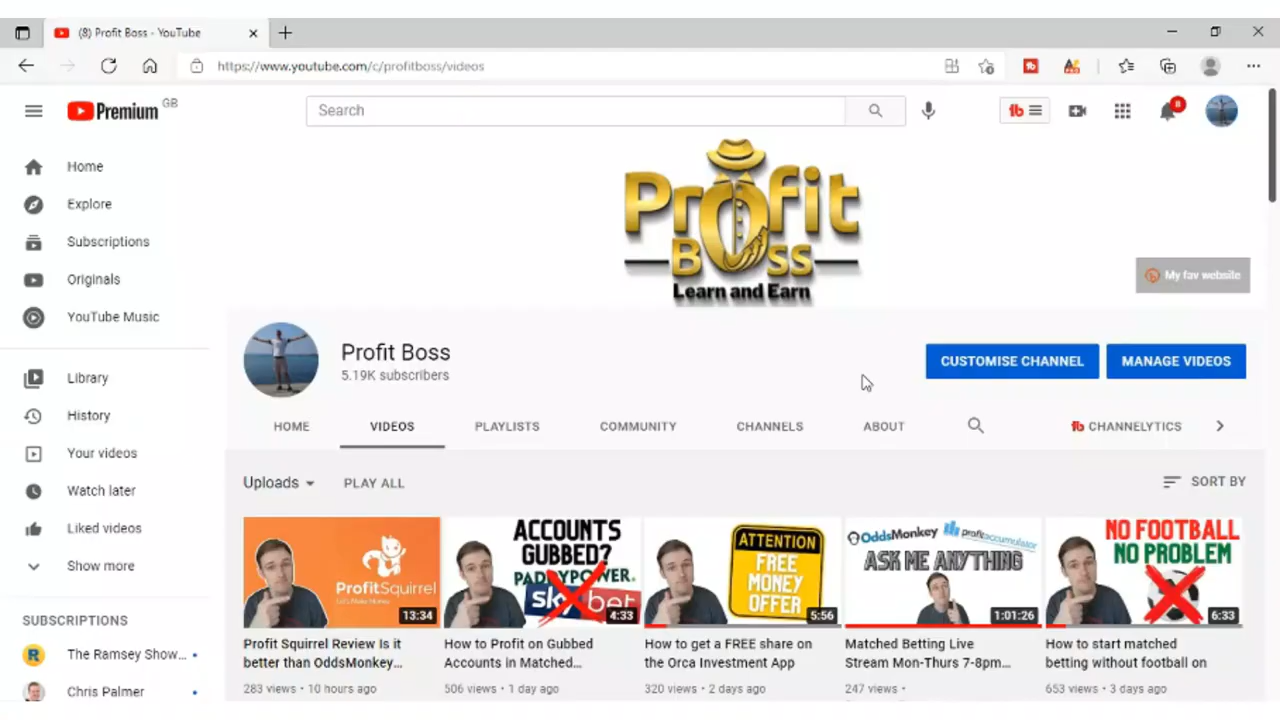 (8) Profit Boss - YouTube
https://www.youtube.com/c/profitboss/videos
Premium GB
Search
8
Home
Explore
Subscriptions
Originals
YouTube Music
Library
History
Your videos
Watch later
Liked videos
Show more
SUBSCRIPTIONS
The Ramsey Show...
Chris Palmer
Profit
Boss
Learn and Earn
My fav website
Profit Boss
5.19K subscribers
CUSTOMISE CHANNEL
MANAGE VIDEOS
HOME
VIDEOS
PLAYLISTS
COMMUNITY
CHANNELS
ABOUT
CHANNELYTICS
Uploads
PLAY ALL
SORT BY
ProfitSquirrel
Let's Make Money
13:34
Profit Squirrel Review Is it
better than OddsMonkey...
283 views • 10 hours ago
ACCOUNTS
GUBBED?
PADDYPOWER.
sky bet
4:33
How to Profit on Gubbed
Accounts in Matched...
506 views • 1 day ago
ATTENTION
FREE
MONEY
OFFER
5:56
How to get a FREE share on
the Orca Investment App
320 views • 2 days ago
OddsMonkey
profitaccumulator
ASK ME ANYTHING
1:01:26
Matched Betting Live
Stream Mon-Thurs 7-8pm...
247 views •
NO FOOTBALL
NO PROBLEM
6:33
How to start matched
betting without football on
653 views • 3 days ago